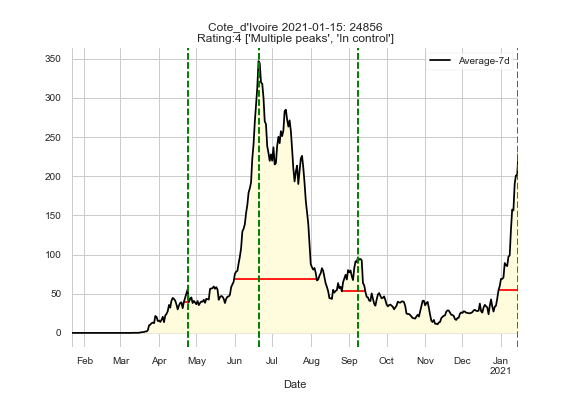 Cote_d'Ivoire 2021-01-15: 24856
Rating:4 ['Multiple peaks', 'In control']
Average-7d
350
300
250
200
150
100
50
0
Feb Mar Apr May Jun Jul Aug Sep Oct Nov Dec Jan
2021
Date